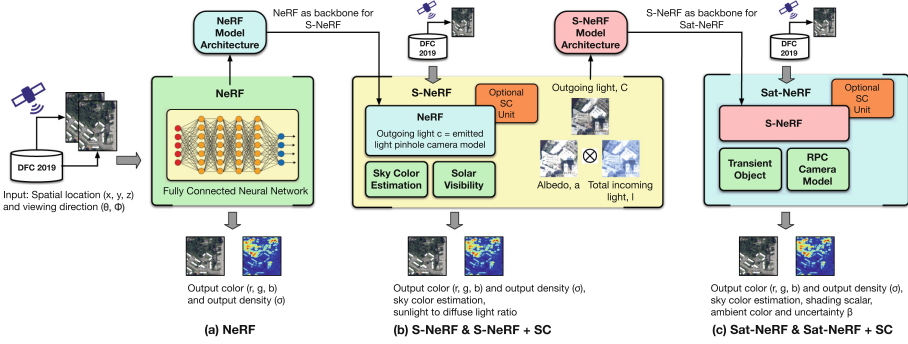 DFC 2019
Input: Spatial location (x, y, z)
and viewing direction (θ, Φ)
NeRF
Model
Architecture
NeRF
Fully Connected Neural Network
Output color (r, g, b)
and output density (σ)
(a) NeRF
NeRF as backbone for
S-NeRF
DFC
2019
S-NeRF
Optional
SC
Unit
NeRF
Outgoing light c = emitted
light pinhole camera model
Sky Color
Estimation
Solar
Visibility
Outgoing light, C
Albedo, a
Total incoming
light, l
Output color (r, g, b) and output density (σ),
sky color estimation,
sunlight to diffuse light ratio
(b) S-NeRF & S-NeRF + SC
S-NeRF
Model
Architecture
S-NeRF as backbone for
Sat-NeRF
DFC
2019
Sat-NeRF
Optional
SC
Unit
S-NeRF
Transient
Object
RPC
Camera
Model
Output color (r, g, b) and output density (σ),
sky color estimation, shading scalar,
ambient color and uncertainty β
(c) Sat-NeRF & Sat-NeRF + SC